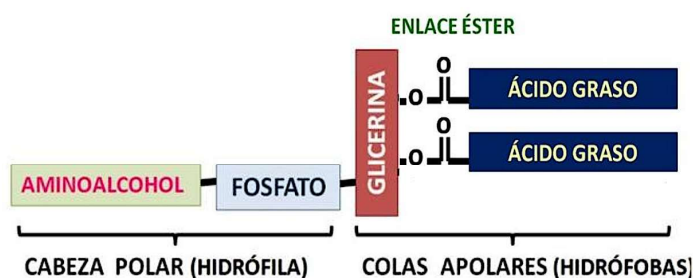 ENLACE ÉSTER
O
.O
ÁCIDO GRASO
O
.O
ÁCIDO GRASO
GLICERINA
AMINOALCOHOL
FOSFATO
CABEZA POLAR (HIDRÓFILA)
COLAS APOLARES (HIDRÓFOBAS)